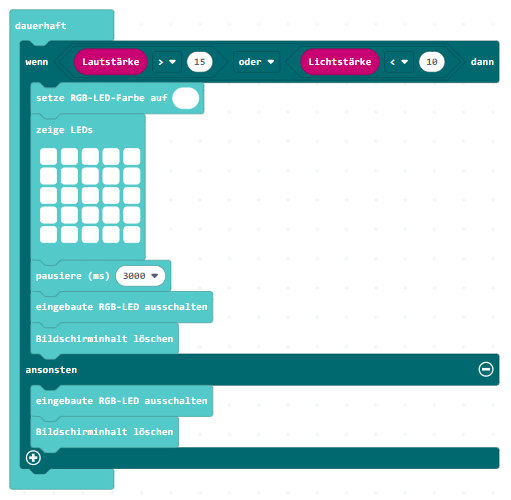 dauerhaft
wenn Lautstärke > 15 oder Lichtstärke < 10 dann
setze RGB-LED-Farbe auf
zeige LEDs
pausiere (ms) 3000
eingebaute RGB-LED ausschalten
Bildschirminhalt löschen
ansonsten
eingebaute RGB-LED ausschalten
Bildschirminhalt löschen